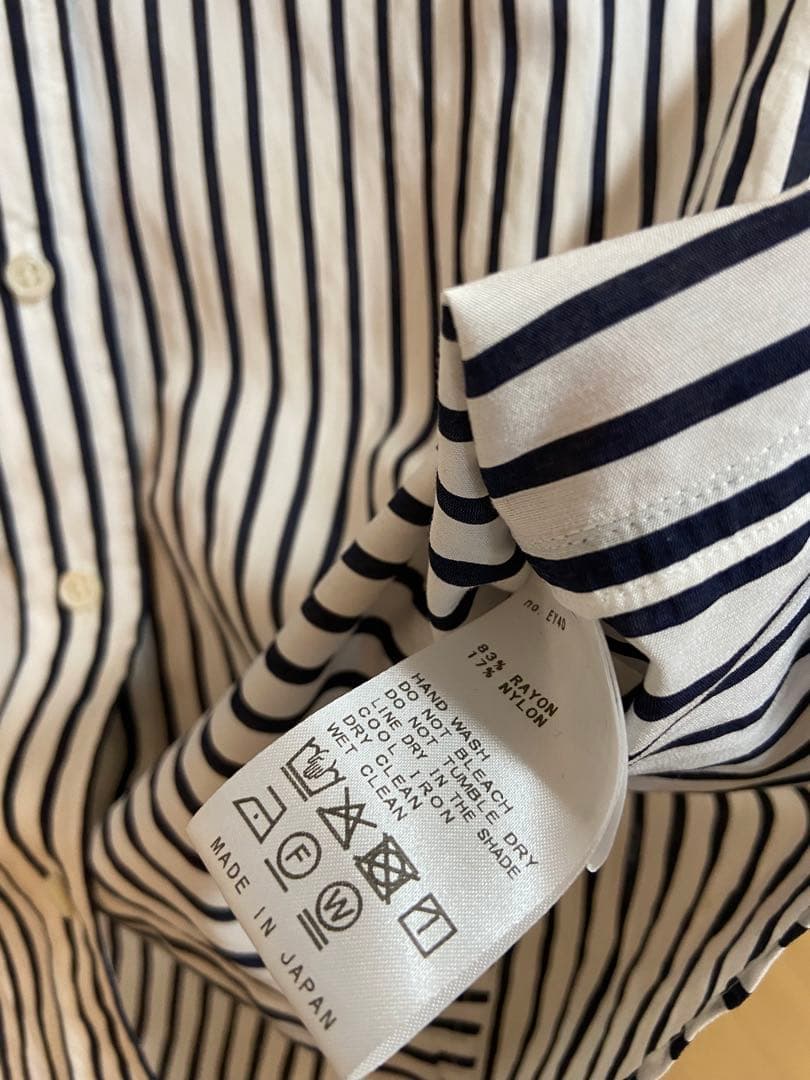 no. EY40
83% RAYON
17% NYLON
HAND WASH
DO NOT BLEACH
DO NOT TUMBLE DRY
LINE DRY IN THE SHADE
COOL IRON
DRY CLEAN
WET CLEAN
F
W
MADE IN JAPAN